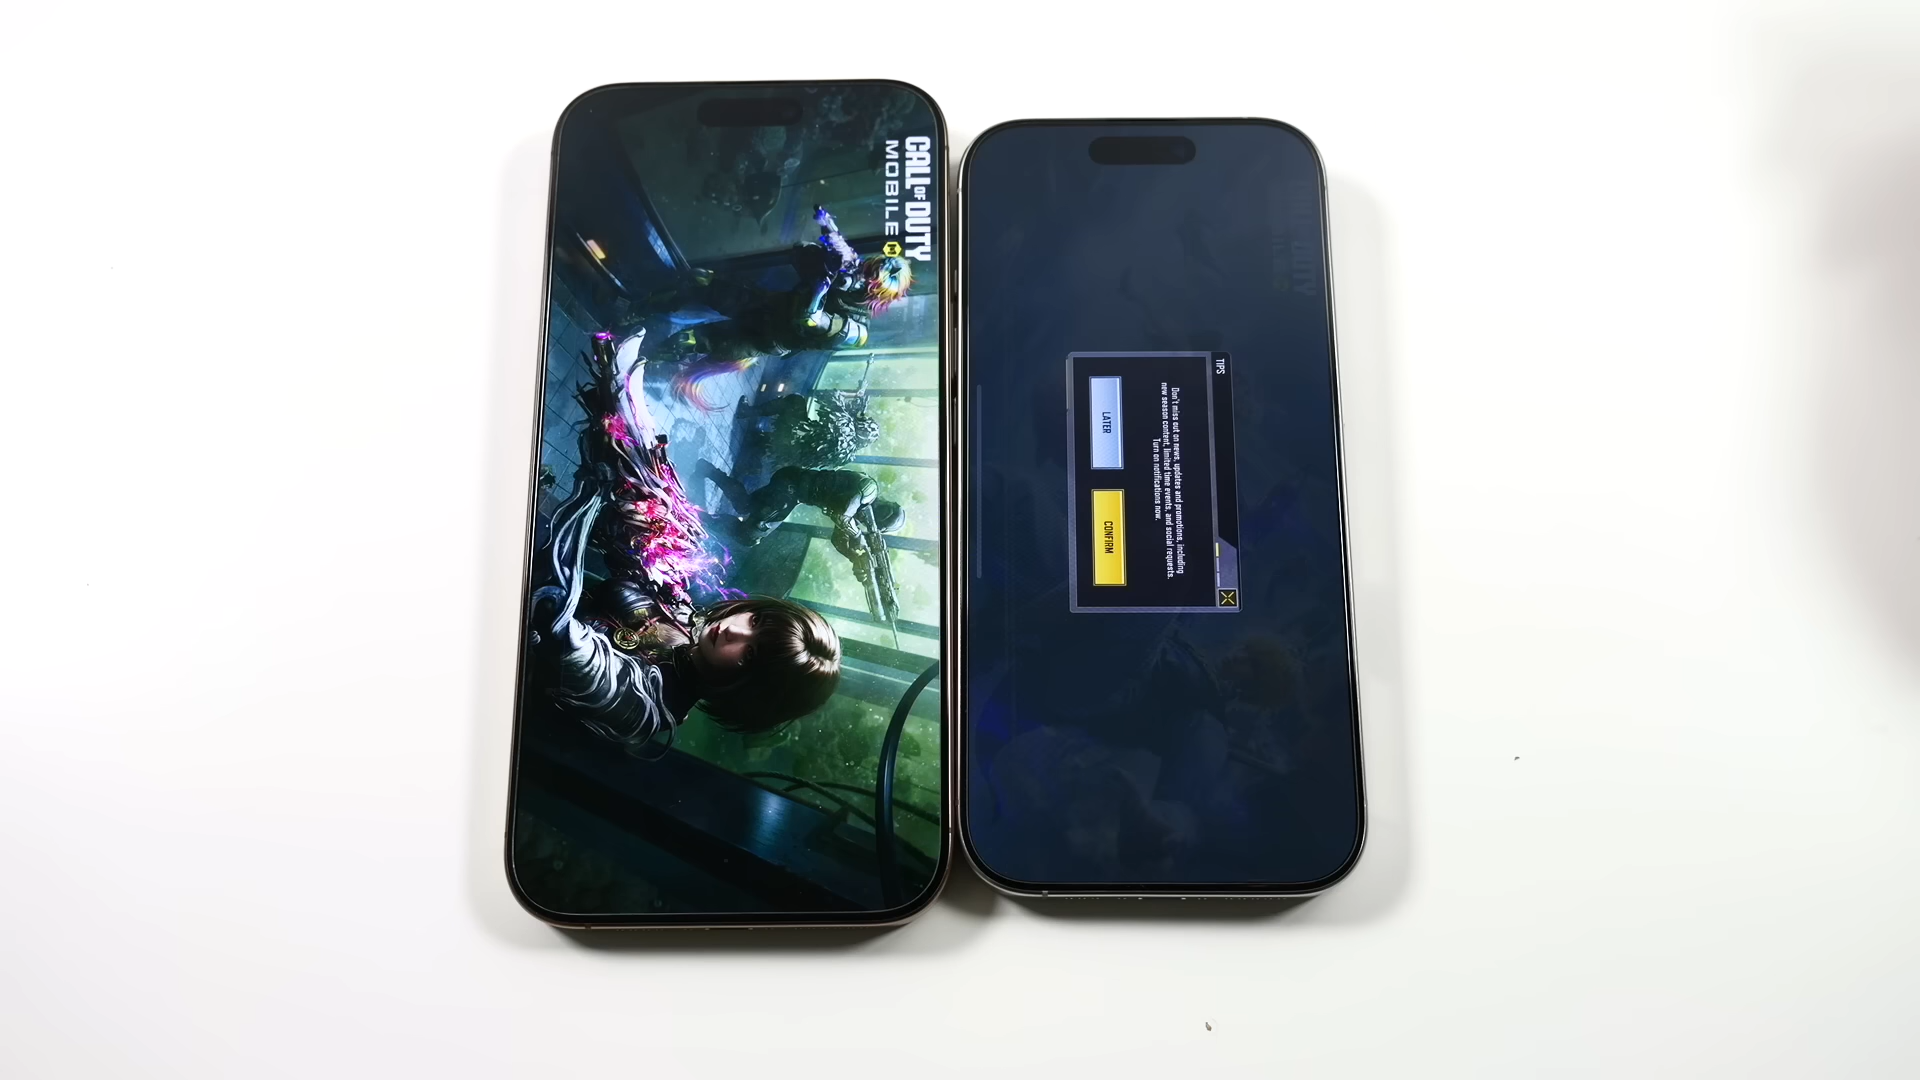 CALL OF DUTY
MOBILE
TIPS
Don't miss out on news, updates and promotions, including
new season content, limited time events, and social requests.
Turn on notifications now.
LATER
CONFIRM